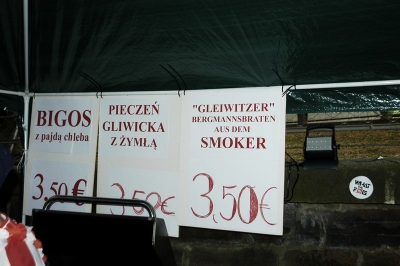 BIGOS
z pajdą chleba
3,50€
PIECZEŃ
GLIWICKA
Z ŻYMŁĄ
3,50€
"GLEIWITZER"
BERGMANNSBRATEN
AUS DEM
SMOKER
3,50€